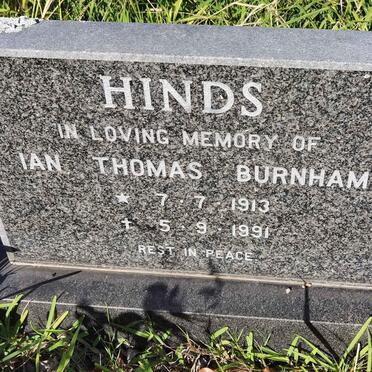 HINDS
IN LOVING MEMORY OF
IAN THOMAS BURNHAM
★ 7·7·1913
✝ 5·9·1991
REST IN PEACE